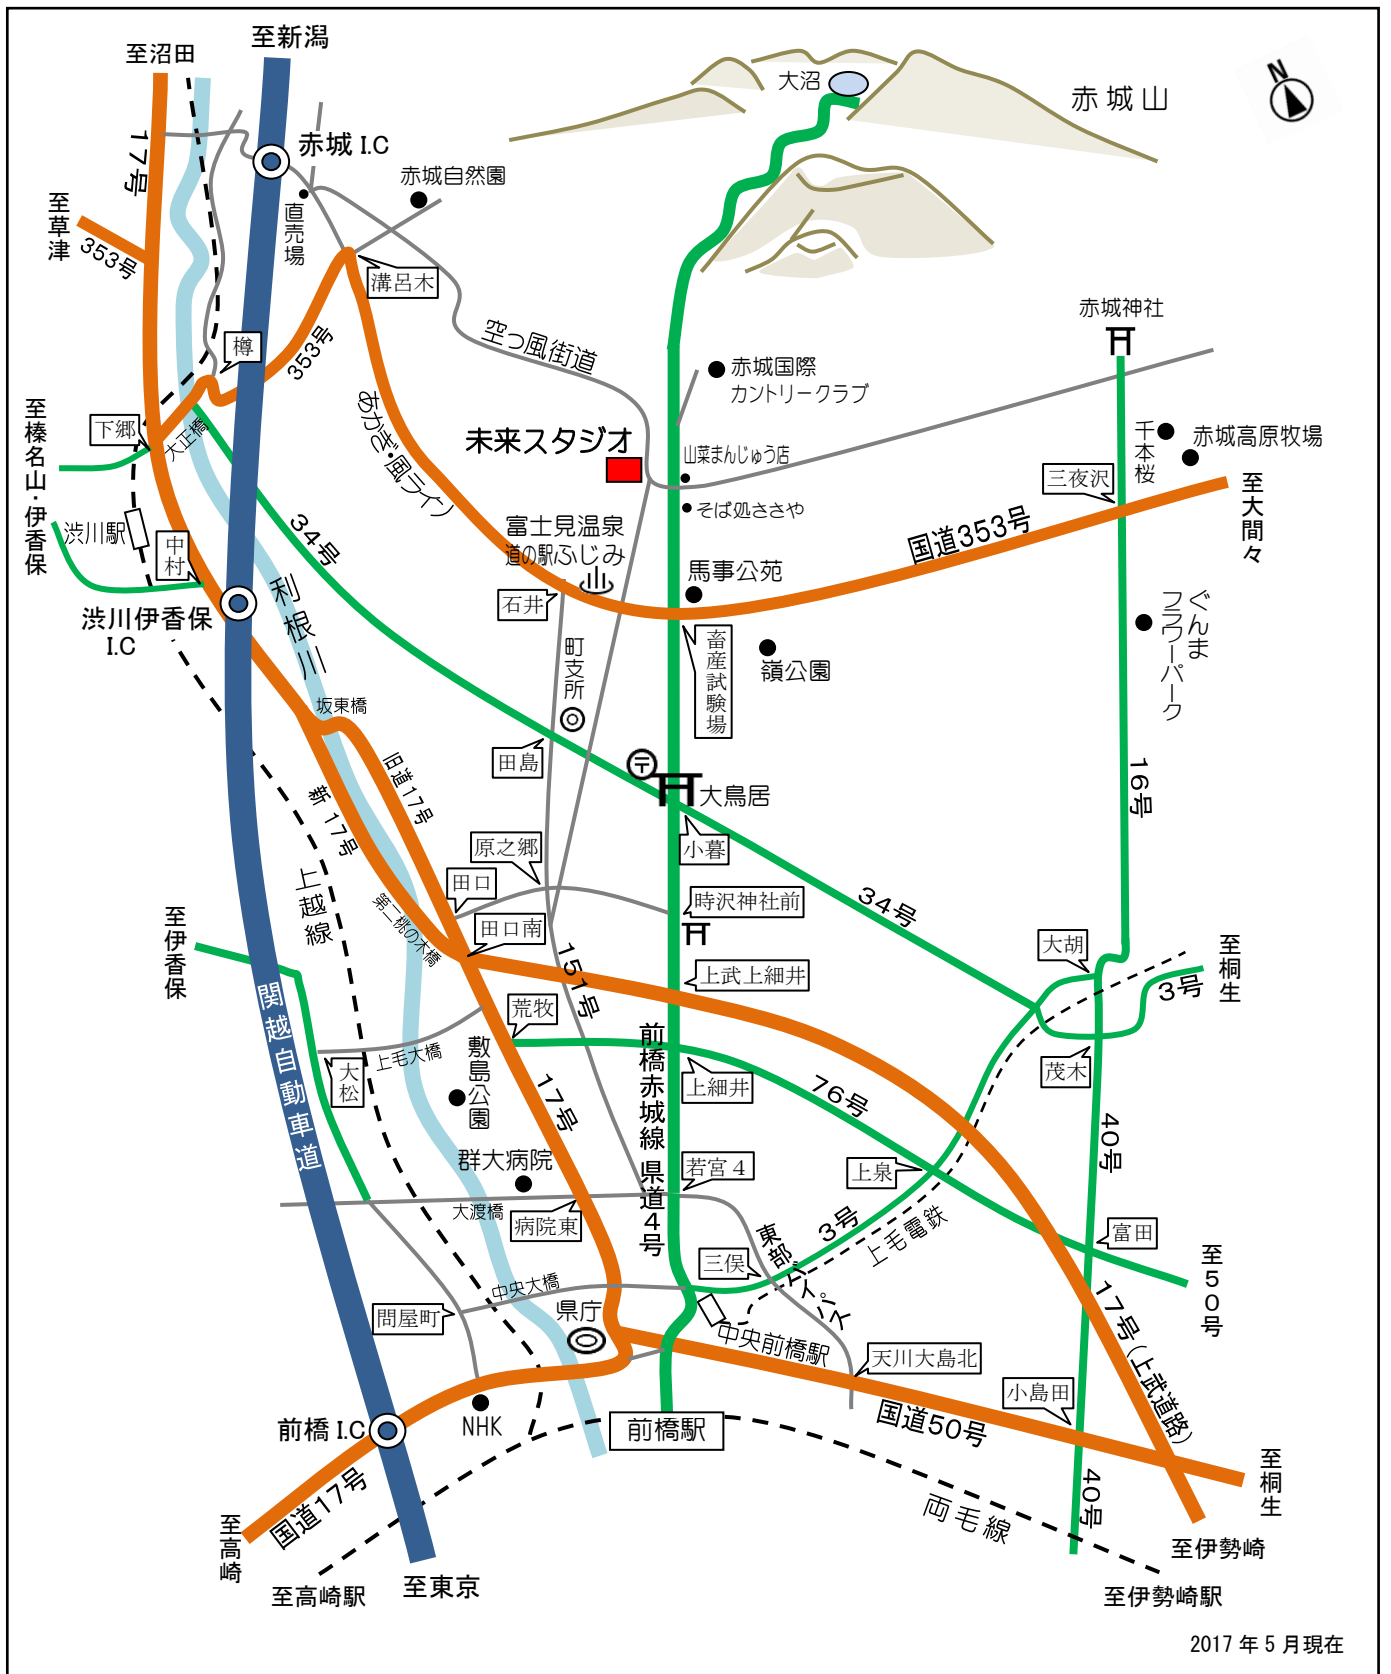 至新潟
至沼田
N
大沼
赤城山
17号
赤城 I.C
赤城自然園
至草津
353号
直売場
溝呂木
赤城神社
樽
353号
空っ風街道
赤城国際
カントリークラブ
あかぎ・風ライン
至榛名山・伊香保
下郷
大正橋
未来スタジオ
山菜まんじゅう店
千本桜
赤城高原牧場
三夜沢
至大間々
そば処ささや
渋川駅
中村
34号
富士見温泉
道の駅ふじみ
国道353号
馬事公苑
石井
利根川
渋川伊香保
I.C
町支所
畜産試験場
嶺公園
ぐんま
フラワーパーク
坂東橋
田島
旧道17号
新 17号
〒
大鳥居
16号
小暮
原之郷
上越線
田口
第二桃の木橋
田口南
時沢神社前
34号
至伊香保
大胡
至桐生
3号
151号
上武上細井
関越自動車道
荒牧
前橋赤城線 県道4号
上毛大橋
大松
敷島公園
上細井
76号
茂木
17号
40号
群大病院
若宮４
上泉
大渡橋
病院東
3号
上毛電鉄
富田
東部バイパス
三俣
至50号
中央大橋
問屋町
県庁
中央前橋駅
17号(上武道路)
天川大島北
小島田
NHK
前橋 I.C
前橋駅
国道50号
至桐生
国道17号
40号
両毛線
至高崎
至高崎駅
至東京
至伊勢崎
至伊勢崎駅
2017 年 5 月現在